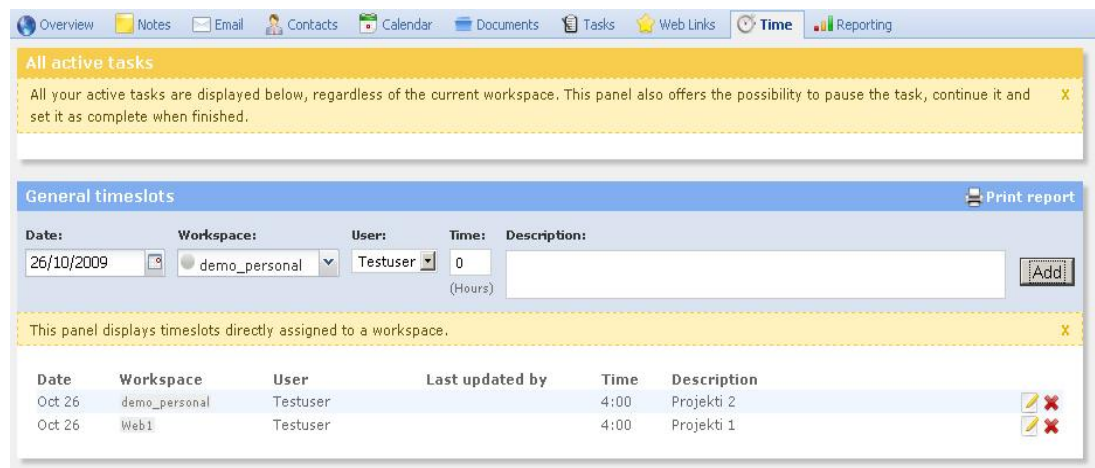 Overview Notes Email Contacts Calendar Documents Tasks Web Links Time Reporting
All active tasks
All your active tasks are displayed below, regardless of the current workspace. This panel also offers the possibility to pause the task, continue it and X
set it as complete when finished.
General timeslots Print report
Date: Workspace: User: Time: Description:
26/10/2009 demo_personal Testuser 0 Add
(Hours)
This panel displays timeslots directly assigned to a workspace. X
Date Workspace User Last updated by Time Description
Oct 26 demo_personal Testuser 4:00 Projekti 2
Oct 26 Web1 Testuser 4:00 Projekti 1